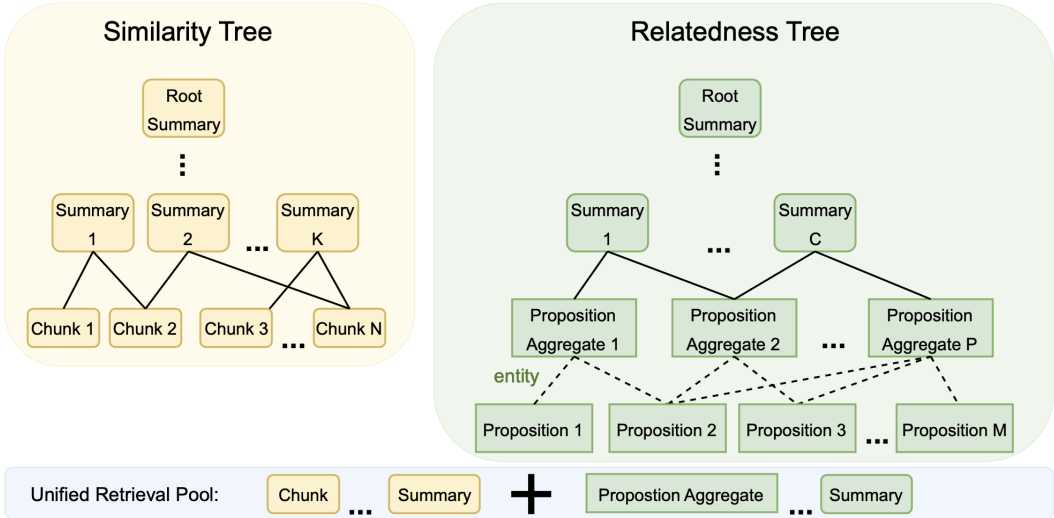 Similarity Tree
Root
Summary
...
Summary
1
Summary
2
...
Summary
K
Chunk 1
Chunk 2
Chunk 3
...
Chunk N
Relatedness Tree
Root
Summary
...
Summary
1
...
Summary
C
Proposition
Aggregate 1
Proposition
Aggregate 2
...
Proposition
Aggregate P
entity
Proposition 1
Proposition 2
Proposition 3
...
Proposition M
Unified Retrieval Pool:
Chunk
...
Summary
+
Propostion Aggregate
...
Summary